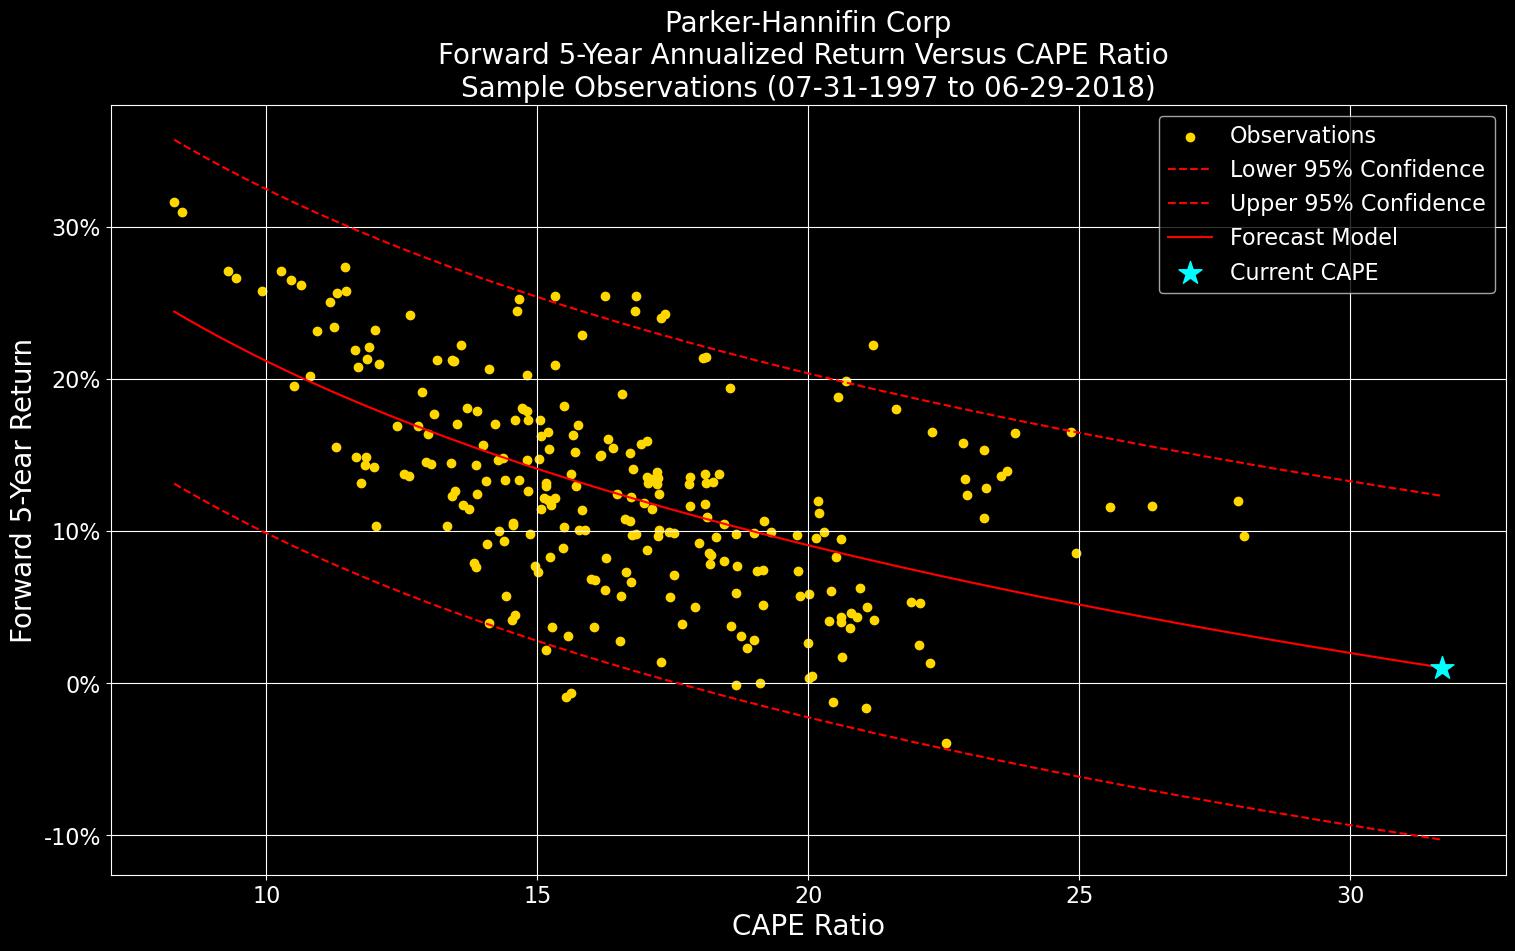 Parker-Hannifin Corp
Forward 5-Year Annualized Return Versus CAPE Ratio
Sample Observations (07-31-1997 to 06-29-2018)
Observations
Lower 95% Confidence
Upper 95% Confidence
Forecast Model
Current CAPE
Forward 5-Year Return
30%
20%
10%
0%
-10%
10 15 20 25 30
CAPE Ratio